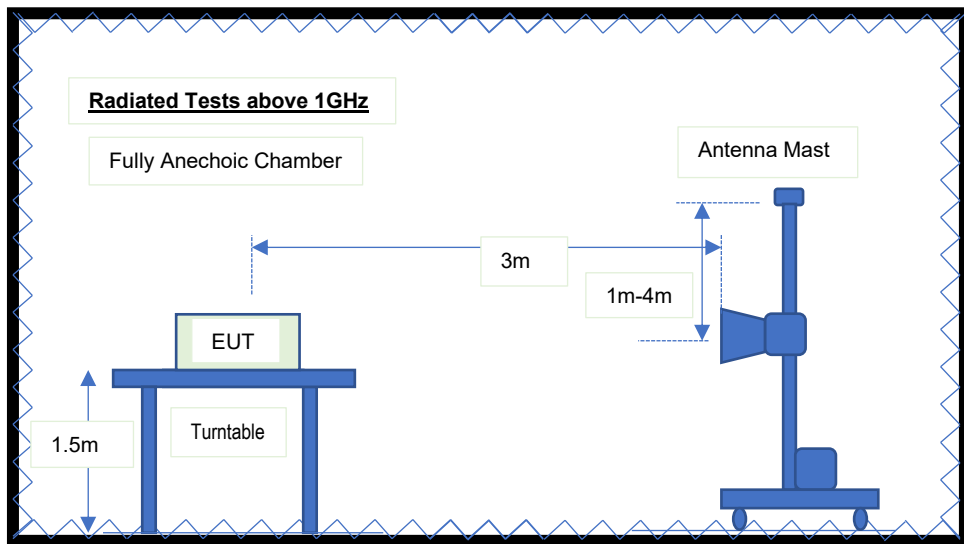 Radiated Tests above 1GHz
Fully Anechoic Chamber
Antenna Mast
3m
1m-4m
EUT
Turntable
1.5m